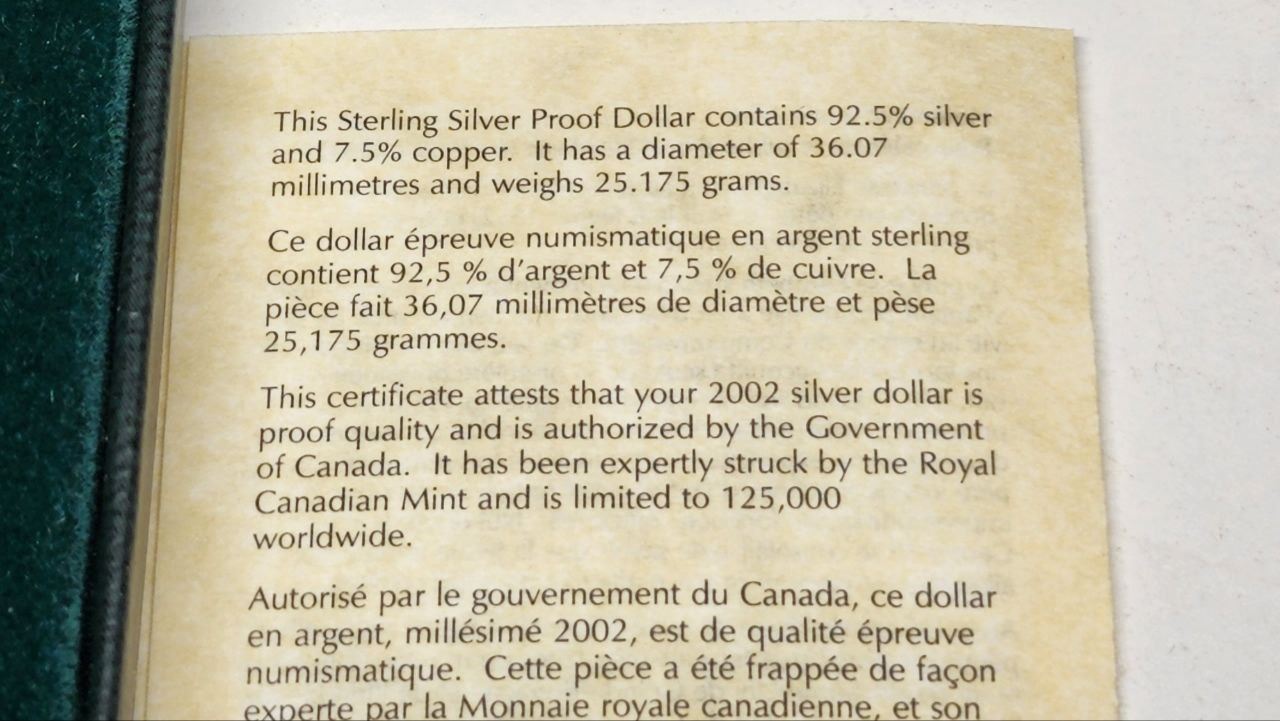 This Sterling Silver Proof Dollar contains 92.5% silver
and 7.5% copper.  It has a diameter of 36.07
millimetres and weighs 25.175 grams.
Ce dollar épreuve numismatique en argent sterling
contient 92,5 % d'argent et 7,5 % de cuivre.  La
pièce fait 36,07 millimètres de diamètre et pèse
25,175 grammes.
This certificate attests that your 2002 silver dollar is
proof quality and is authorized by the Government
of Canada.  It has been expertly struck by the Royal
Canadian Mint and is limited to 125,000
worldwide.
Autorisé par le gouvernement du Canada, ce dollar
en argent, millésimé 2002, est de qualité épreuve
numismatique.  Cette pièce a été frappée de façon
experte par la Monnaie royale canadienne, et son